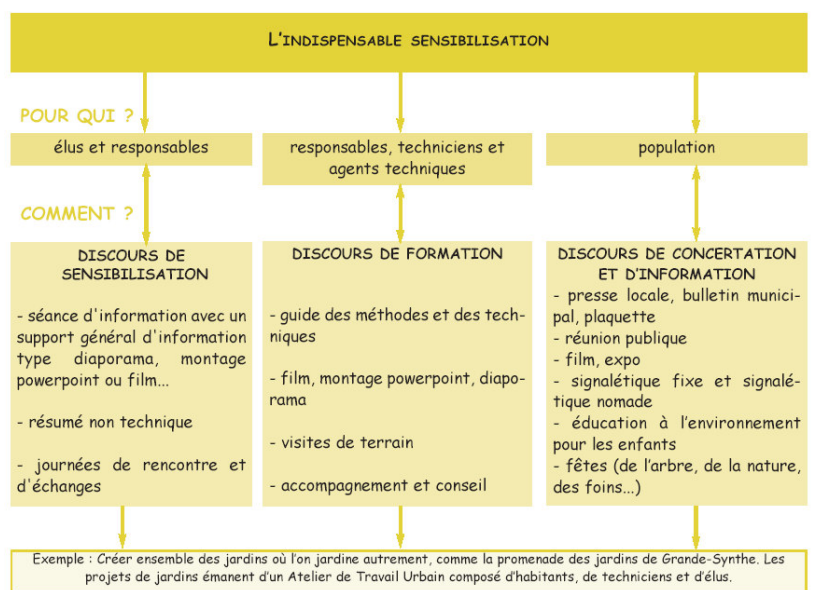 L'INDISPENSABLE SENSIBILISATION
POUR QUI ?
élus et responsables
responsables, techniciens et
agents techniques
population
COMMENT ?
DISCOURS DE
SENSIBILISATION
- séance d'information avec un
support général d'information
type diaporama, montage
powerpoint ou film...
- résumé non technique
- journées de rencontre et
d'échanges
DISCOURS DE FORMATION
- guide des méthodes et des tech-
niques
- film, montage powerpoint, diapo-
rama
- visites de terrain
- accompagnement et conseil
DISCOURS DE CONCERTATION
ET D'INFORMATION
- presse locale, bulletin munici-
pal, plaquette
- réunion publique
- film, expo
- signalétique fixe et signalé-
tique nomade
- éducation à l'environnement
pour les enfants
- fêtes (de l'arbre, de la nature,
des foins...)
Exemple : Créer ensemble des jardins où l'on jardine autrement, comme la promenade des jardins de Grande-Synthe. Les
projets de jardins émanent d'un Atelier de Travail Urbain composé d'habitants, de techniciens et d'élus.